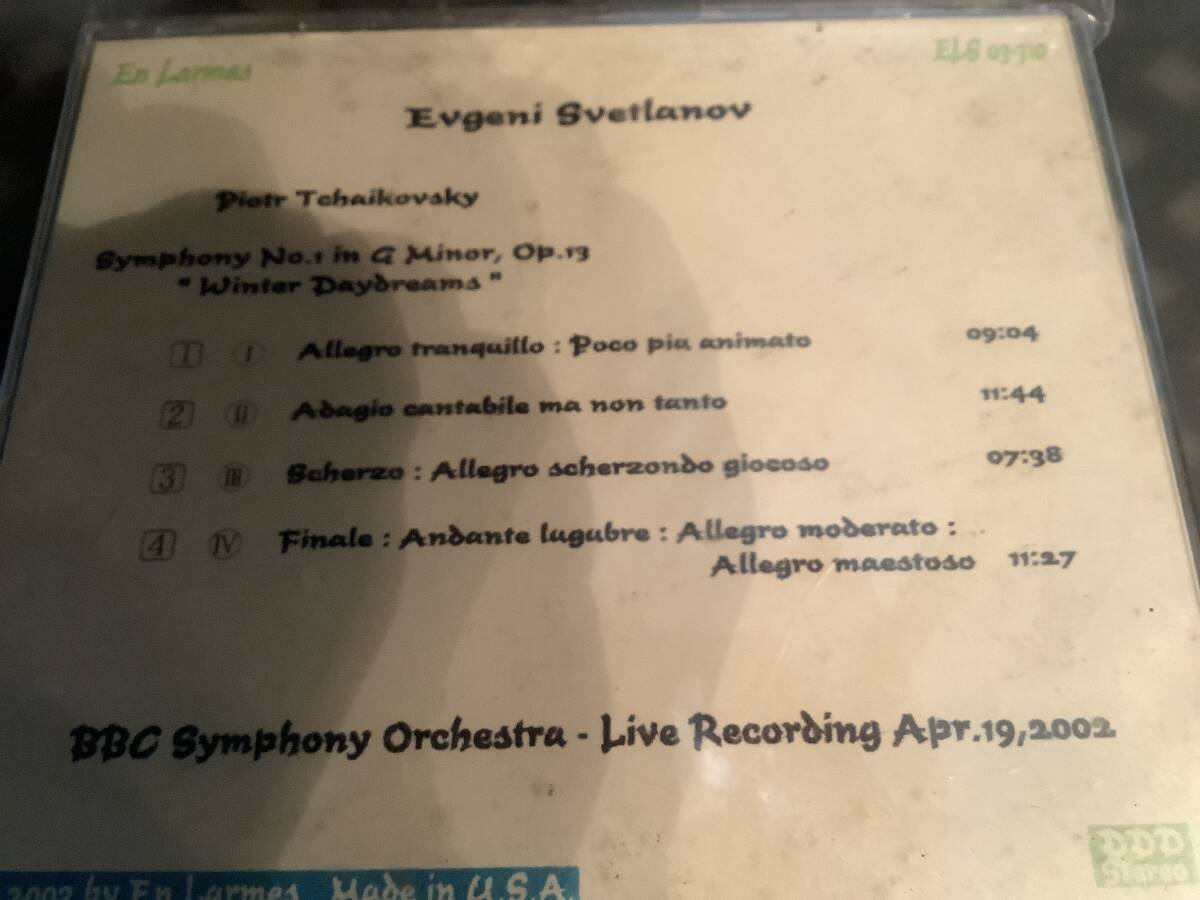 En Larmes ELS 03-310
Evgeni Svetlanov
Piotr Tchaikovsky
Symphony No.1 in G Minor, Op.13
" Winter Daydreams "
1 I Allegro tranquillo : Poco piu animato 09:04
2 II Adagio cantabile ma non tanto 11:44
3 III Scherzo : Allegro scherzondo giocoso 07:38
4 IV Finale : Andante lugubre : Allegro moderato :
Allegro maestoso 11:27
BBC Symphony Orchestra - Live Recording Apr.19,2002
DDD
Stereo
by En Larmes Made in U.S.A.